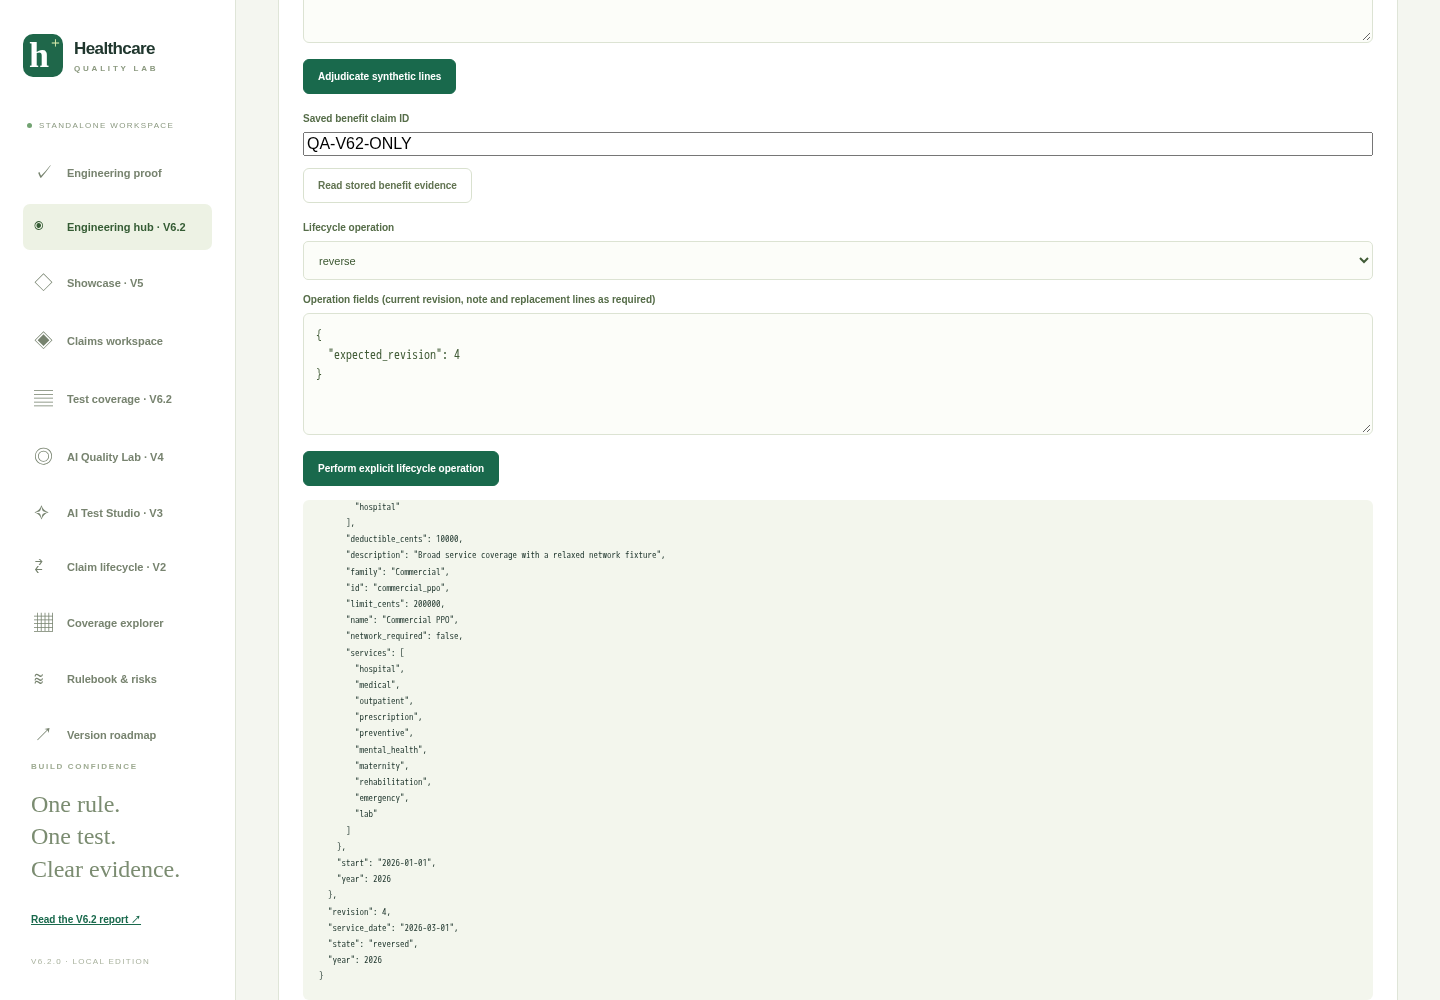 h+
Healthcare
QUALITY LAB
STANDALONE WORKSPACE
Engineering proof
Engineering hub · V6.2
Showcase · V5
Claims workspace
Test coverage · V6.2
AI Quality Lab · V4
AI Test Studio · V3
Claim lifecycle · V2
Coverage explorer
Rulebook & risks
Version roadmap
BUILD CONFIDENCE
One rule.
One test.
Clear evidence.
Read the V6.2 report ↗
V6.2.0 · LOCAL EDITION
Adjudicate synthetic lines
Saved benefit claim ID
QA-V62-ONLY
Read stored benefit evidence
Lifecycle operation
reverse
Operation fields (current revision, note and replacement lines as required)
{
"expected_revision": 4
}
Perform explicit lifecycle operation
"hospital"
],
"deductible_cents": 10000,
"description": "Broad service coverage with a relaxed network fixture",
"family": "Commercial",
"id": "commercial_ppo",
"limit_cents": 200000,
"name": "Commercial PPO",
"network_required": false,
"services": [
"hospital",
"medical",
"outpatient",
"prescription",
"preventive",
"mental_health",
"maternity",
"rehabilitation",
"emergency",
"lab"
]
},
"start": "2026-01-01",
"year": 2026
},
"revision": 4,
"service_date": "2026-03-01",
"state": "reversed",
"year": 2026
}